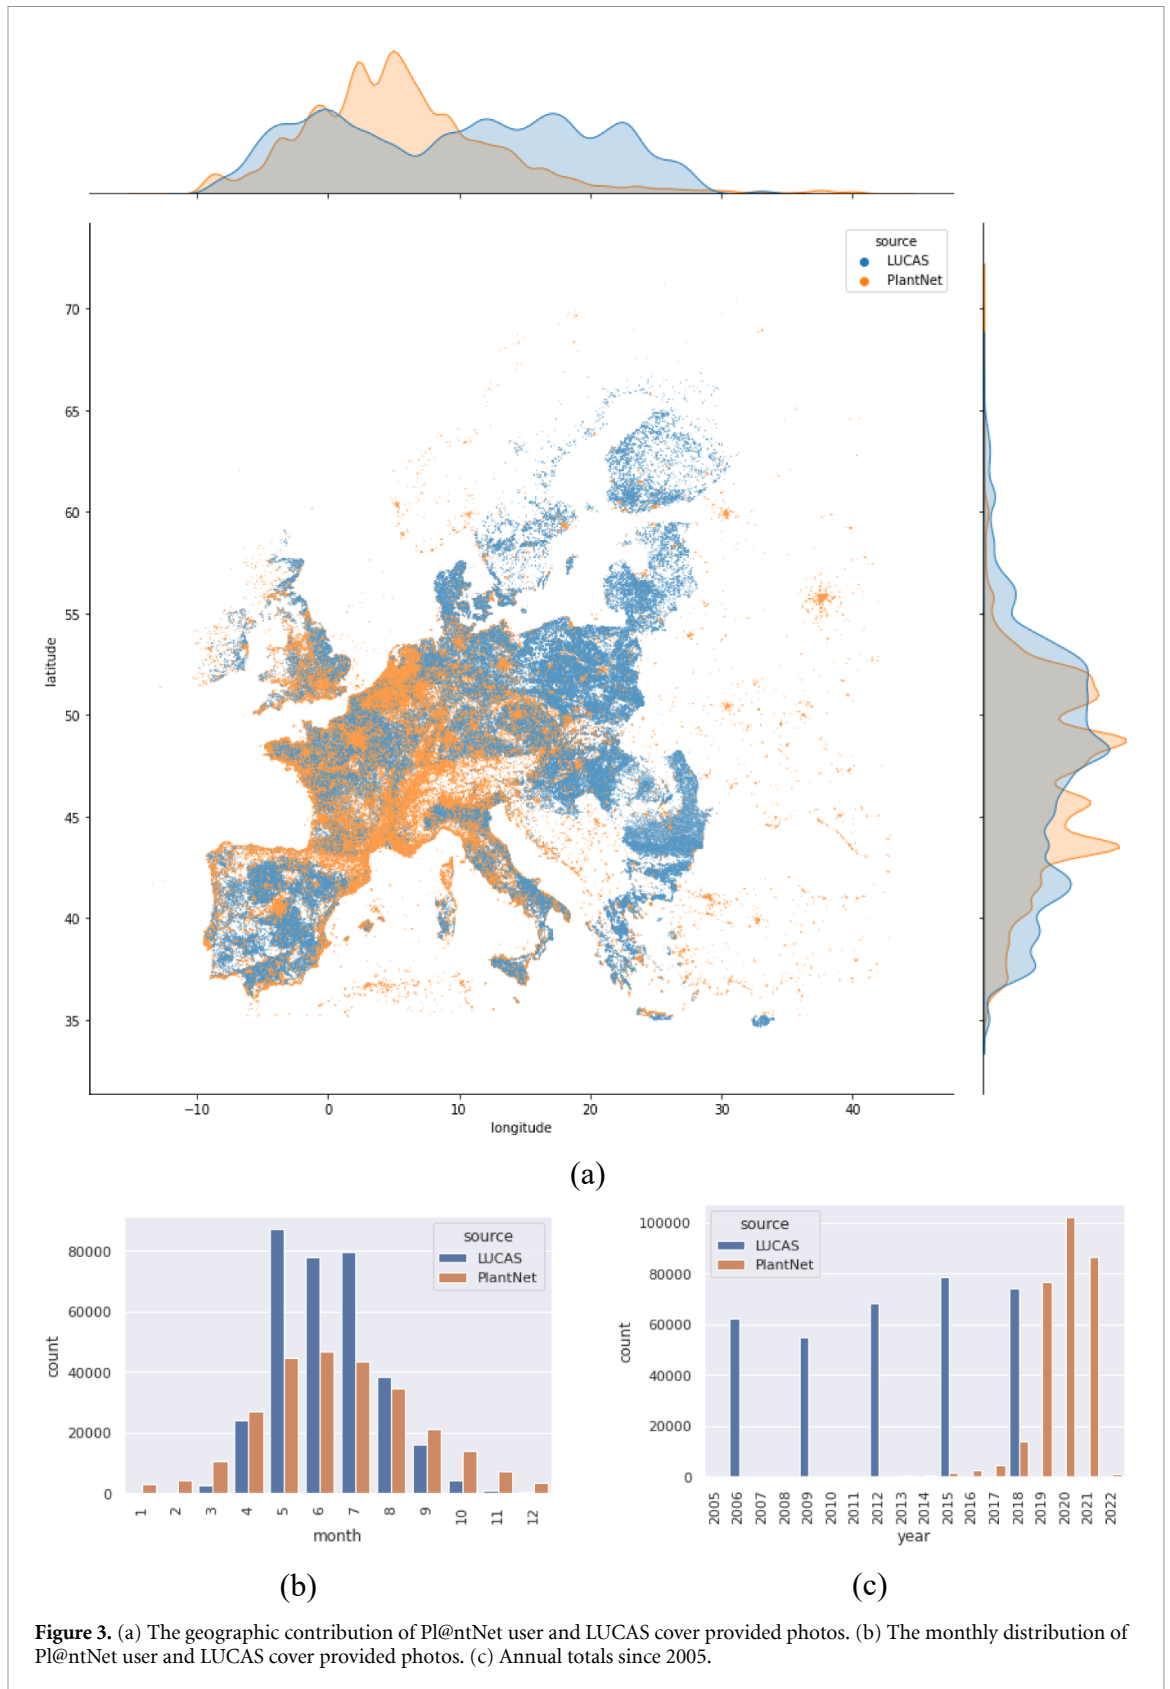 source
LUCAS
PlantNet
70
65
60
55
50
45
40
35
latitude
−10 0 10 20 30 40
longitude
(a)
source
LUCAS
PlantNet
80000
60000
40000
20000
0
count
1 2 3 4 5 6 7 8 9 10 11 12
month
(b)
source
LUCAS
PlantNet
100000
80000
60000
40000
20000
0
count
2005 2006 2007 2008 2009 2010 2011 2012 2013 2014 2015 2016 2017 2018 2019 2020 2021 2022
year
(c)
Figure 3. (a) The geographic contribution of Pl@ntNet user and LUCAS cover provided photos. (b) The monthly distribution of
Pl@ntNet user and LUCAS cover provided photos. (c) Annual totals since 2005.